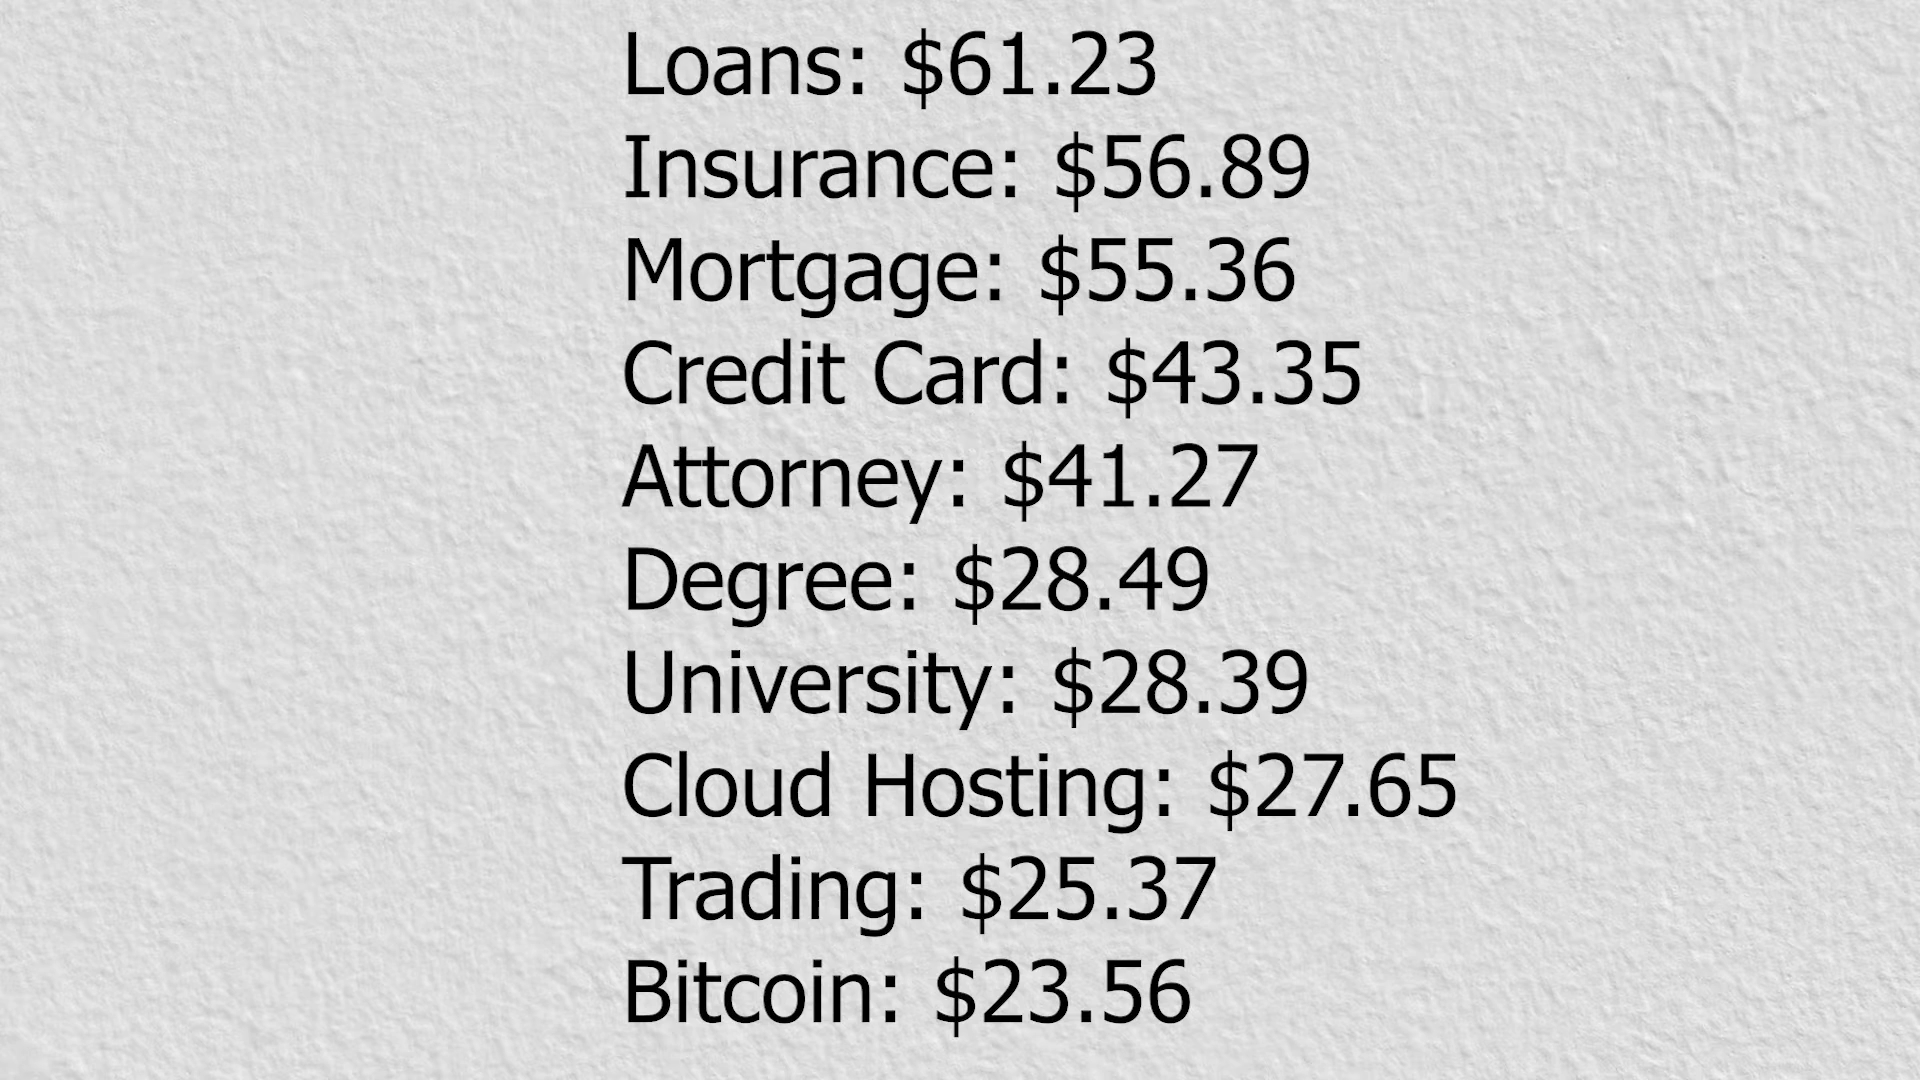 Loans: $61.23
Insurance: $56.89
Mortgage: $55.36
Credit Card: $43.35
Attorney: $41.27
Degree: $28.49
University: $28.39
Cloud Hosting: $27.65
Trading: $25.37
Bitcoin: $23.56